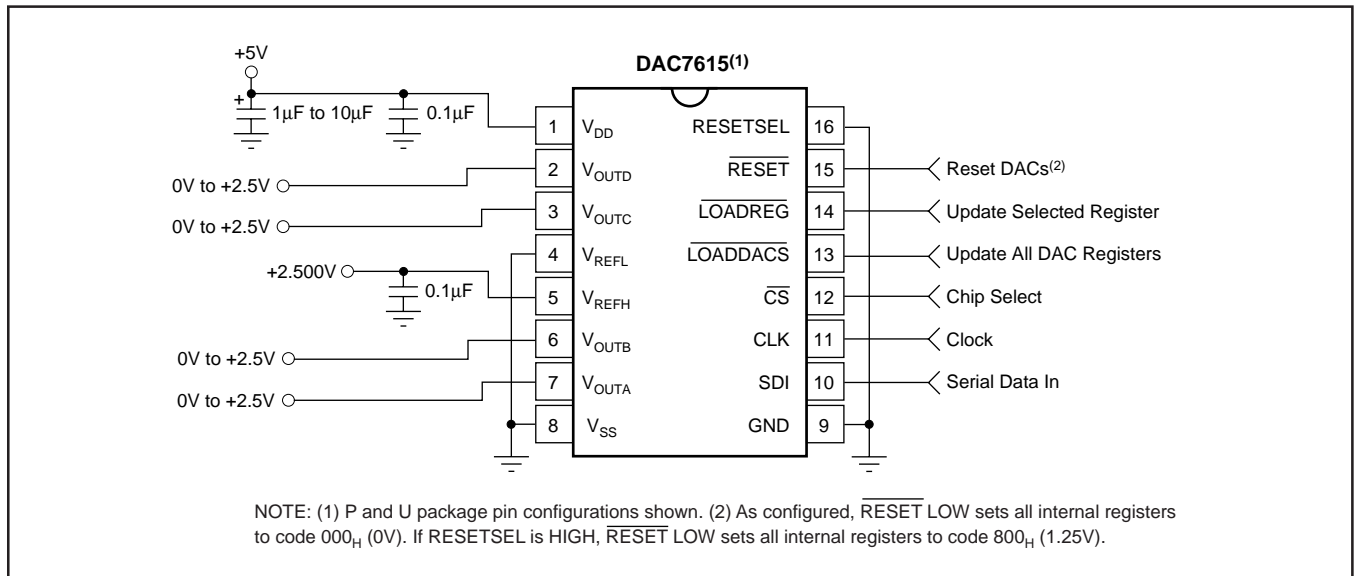 DAC7615(1)
+5V
1µF to 10µF
0.1µF
+
1 VDD RESETSEL 16
0V to +2.5V 2 VOUTD RESET 15 Reset DACs(2)
0V to +2.5V 3 VOUTC LOADREG 14 Update Selected Register
4 VREFL LOADDACS 13 Update All DAC Registers
+2.500V 0.1µF 5 VREFH CS 12 Chip Select
0V to +2.5V 6 VOUTB CLK 11 Clock
0V to +2.5V 7 VOUTA SDI 10 Serial Data In
8 VSS GND 9
NOTE: (1) P and U package pin configurations shown. (2) As configured, RESET LOW sets all internal registers
to code 000H (0V). If RESETSEL is HIGH, RESET LOW sets all internal registers to code 800H (1.25V).